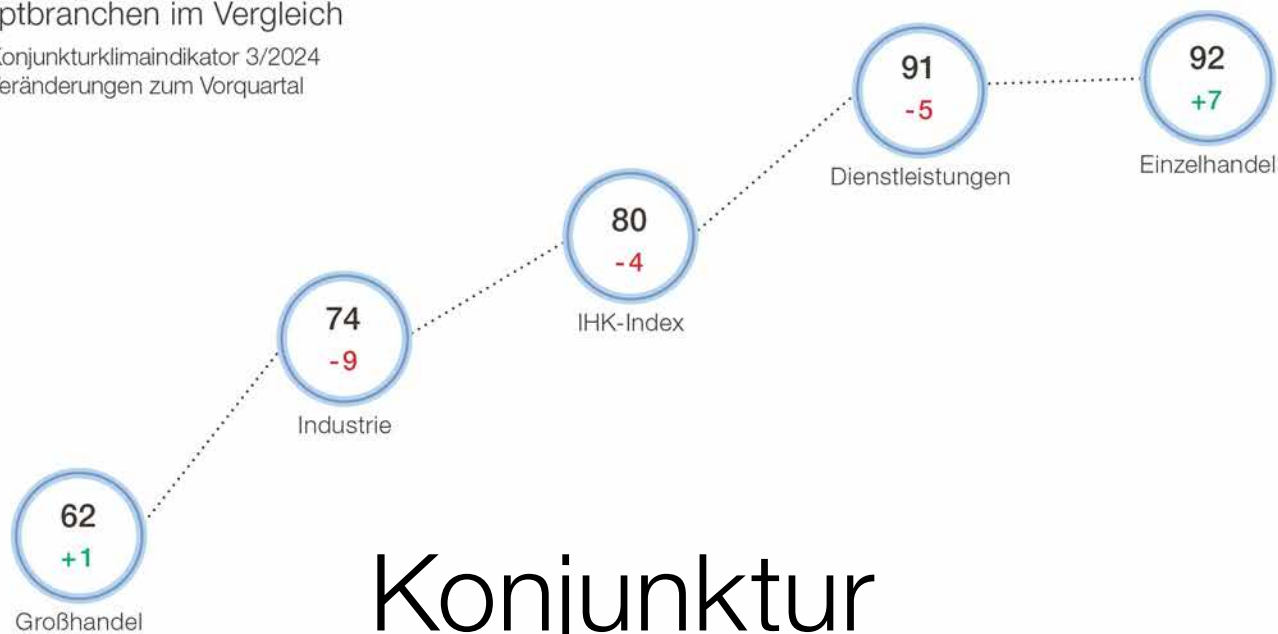 ptbranchen im Vergleich
Konjunkturklimaindikator 3/2024
eränderungen zum Vorquartal
62
+1
Großhandel
74
-9
Industrie
80
-4
IHK-Index
91
-5
Dienstleistungen
92
+7
Einzelhandel
Konjunktur